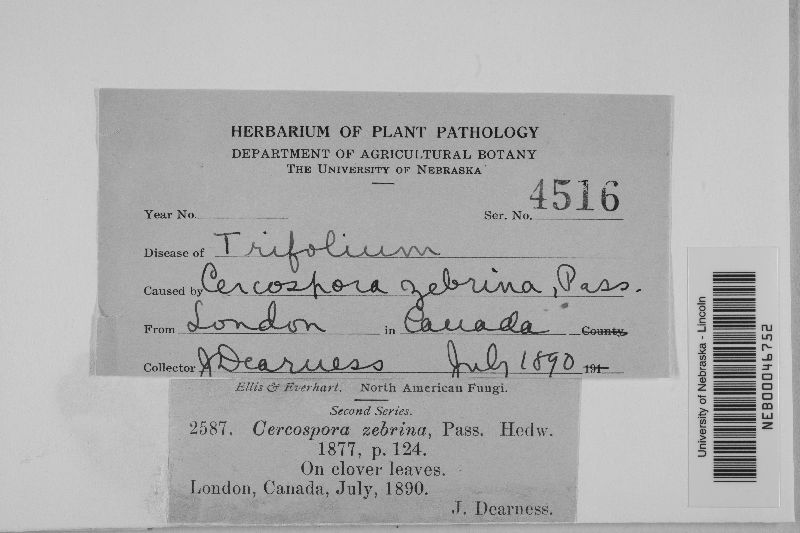 HERBARIUM OF PLANT PATHOLOGY
DEPARTMENT OF AGRICULTURAL BOTANY
THE UNIVERSITY OF NEBRASKA
Year No. Ser. No. 4516
Disease of Trifolium
Caused by Cercospora zebrina, Pass.
From London in Canada County
Collector J Dearness July 1890 191
Ellis & Everhart. North American Fungi.
Second Series.
2587. Cercospora zebrina, Pass. Hedw.
1877, p. 124.
On clover leaves.
London, Canada, July, 1890.
J. Dearness.
University of Nebraska - Lincoln
NEB00046752